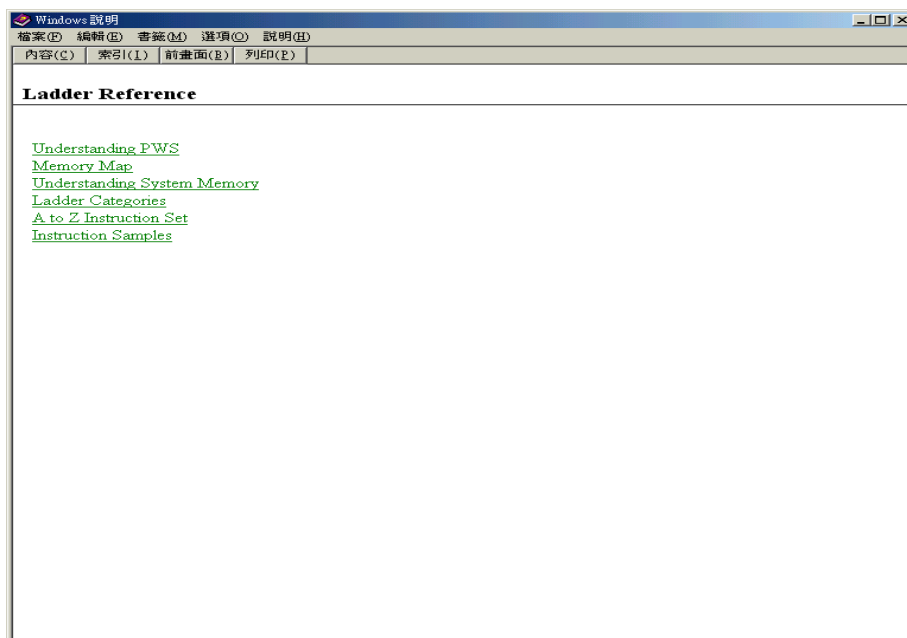 Windows 說明
檔案(F) 編輯(E) 書籤(M) 選項(O) 說明(H)
內容(C) 索引(I) 前畫面(B) 列印(P)
Ladder Reference
Understanding PWS
Memory Map
Understanding System Memory
Ladder Categories
A to Z Instruction Set
Instruction Samples